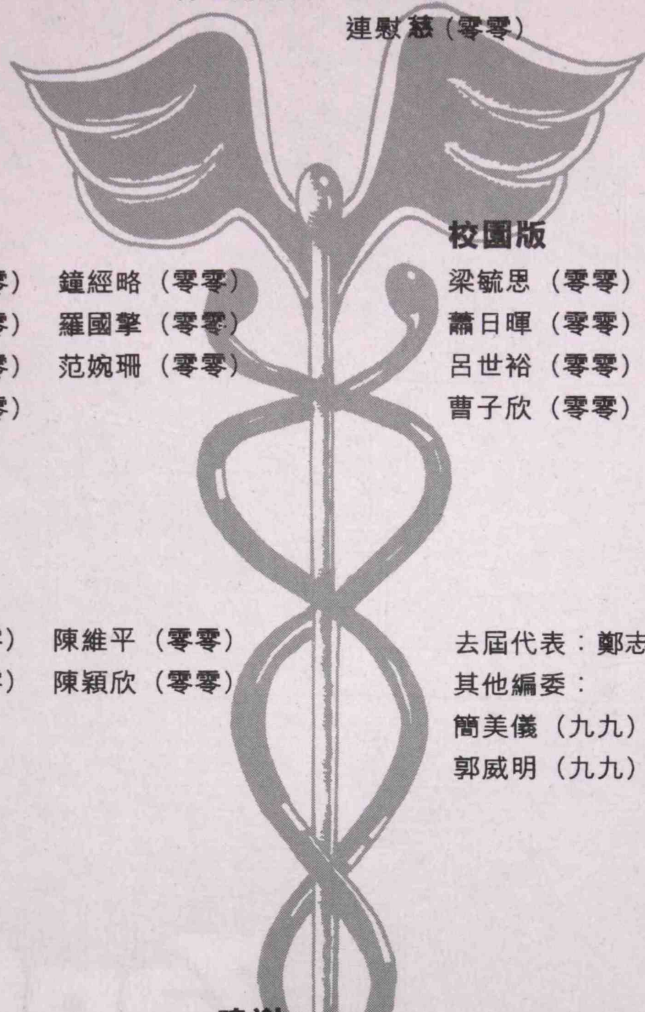 連慰慈（零零）
鐘經略（零零）
羅國擎（零零）
范婉珊（零零）
校園版
梁毓思（零零）
蕭日暉（零零）
呂世裕（零零）
曹子欣（零零）
陳維平（零零）
陳穎欣（零零）
去屆代表：鄭志
其他編委：
簡美儀（九九）
郭威明（九九）